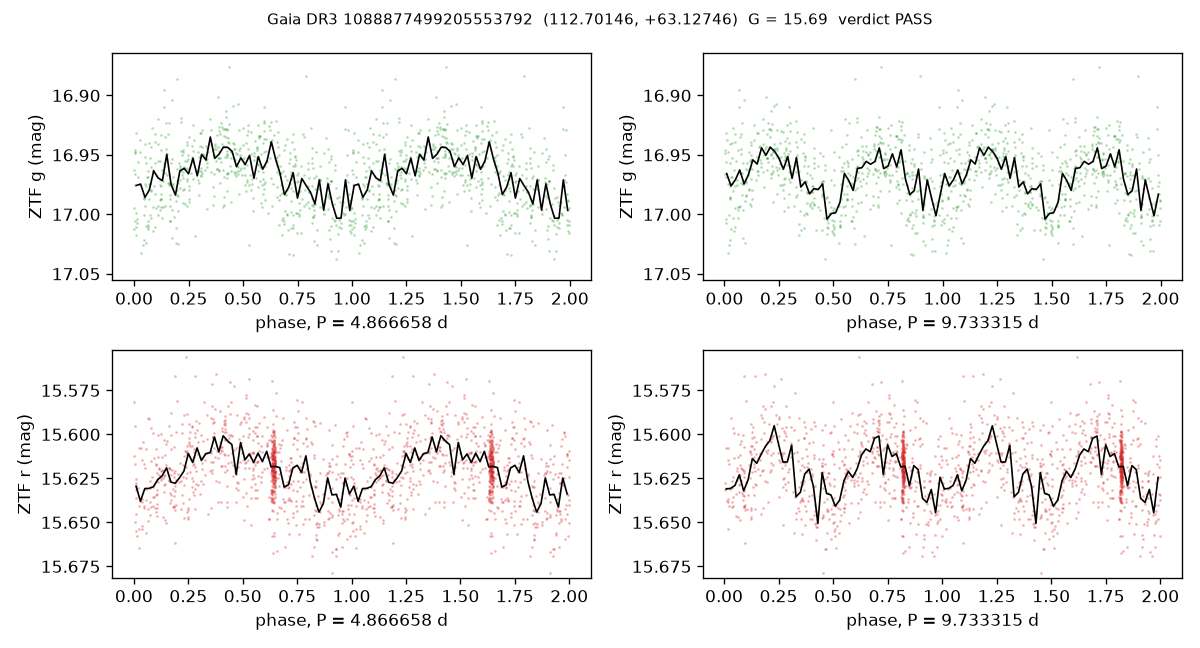 Gaia DR3 1088877499205553792 (112.70146, +63.12746) G = 15.69 verdict PASS
ZTF g (mag)
16.90
16.95
17.00
17.05
0.00 0.25 0.50 0.75 1.00 1.25 1.50 1.75 2.00
phase, P = 4.866658 d
ZTF g (mag)
16.90
16.95
17.00
17.05
0.00 0.25 0.50 0.75 1.00 1.25 1.50 1.75 2.00
phase, P = 9.733315 d
ZTF r (mag)
15.575
15.600
15.625
15.650
15.675
0.00 0.25 0.50 0.75 1.00 1.25 1.50 1.75 2.00
phase, P = 4.866658 d
ZTF r (mag)
15.575
15.600
15.625
15.650
15.675
0.00 0.25 0.50 0.75 1.00 1.25 1.50 1.75 2.00
phase, P = 9.733315 d